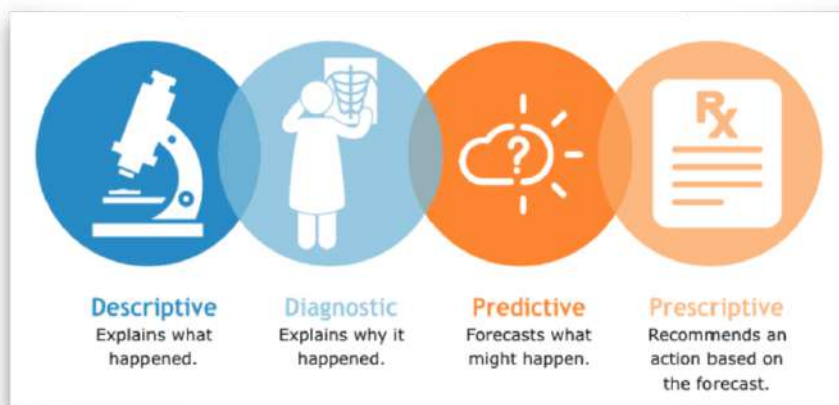 ?
Rx
Descriptive
Explains what
happened.
Diagnostic
Explains why it
happened.
Predictive
Forecasts what
might happen.
Prescriptive
Recommends an
action based on
the forecast.